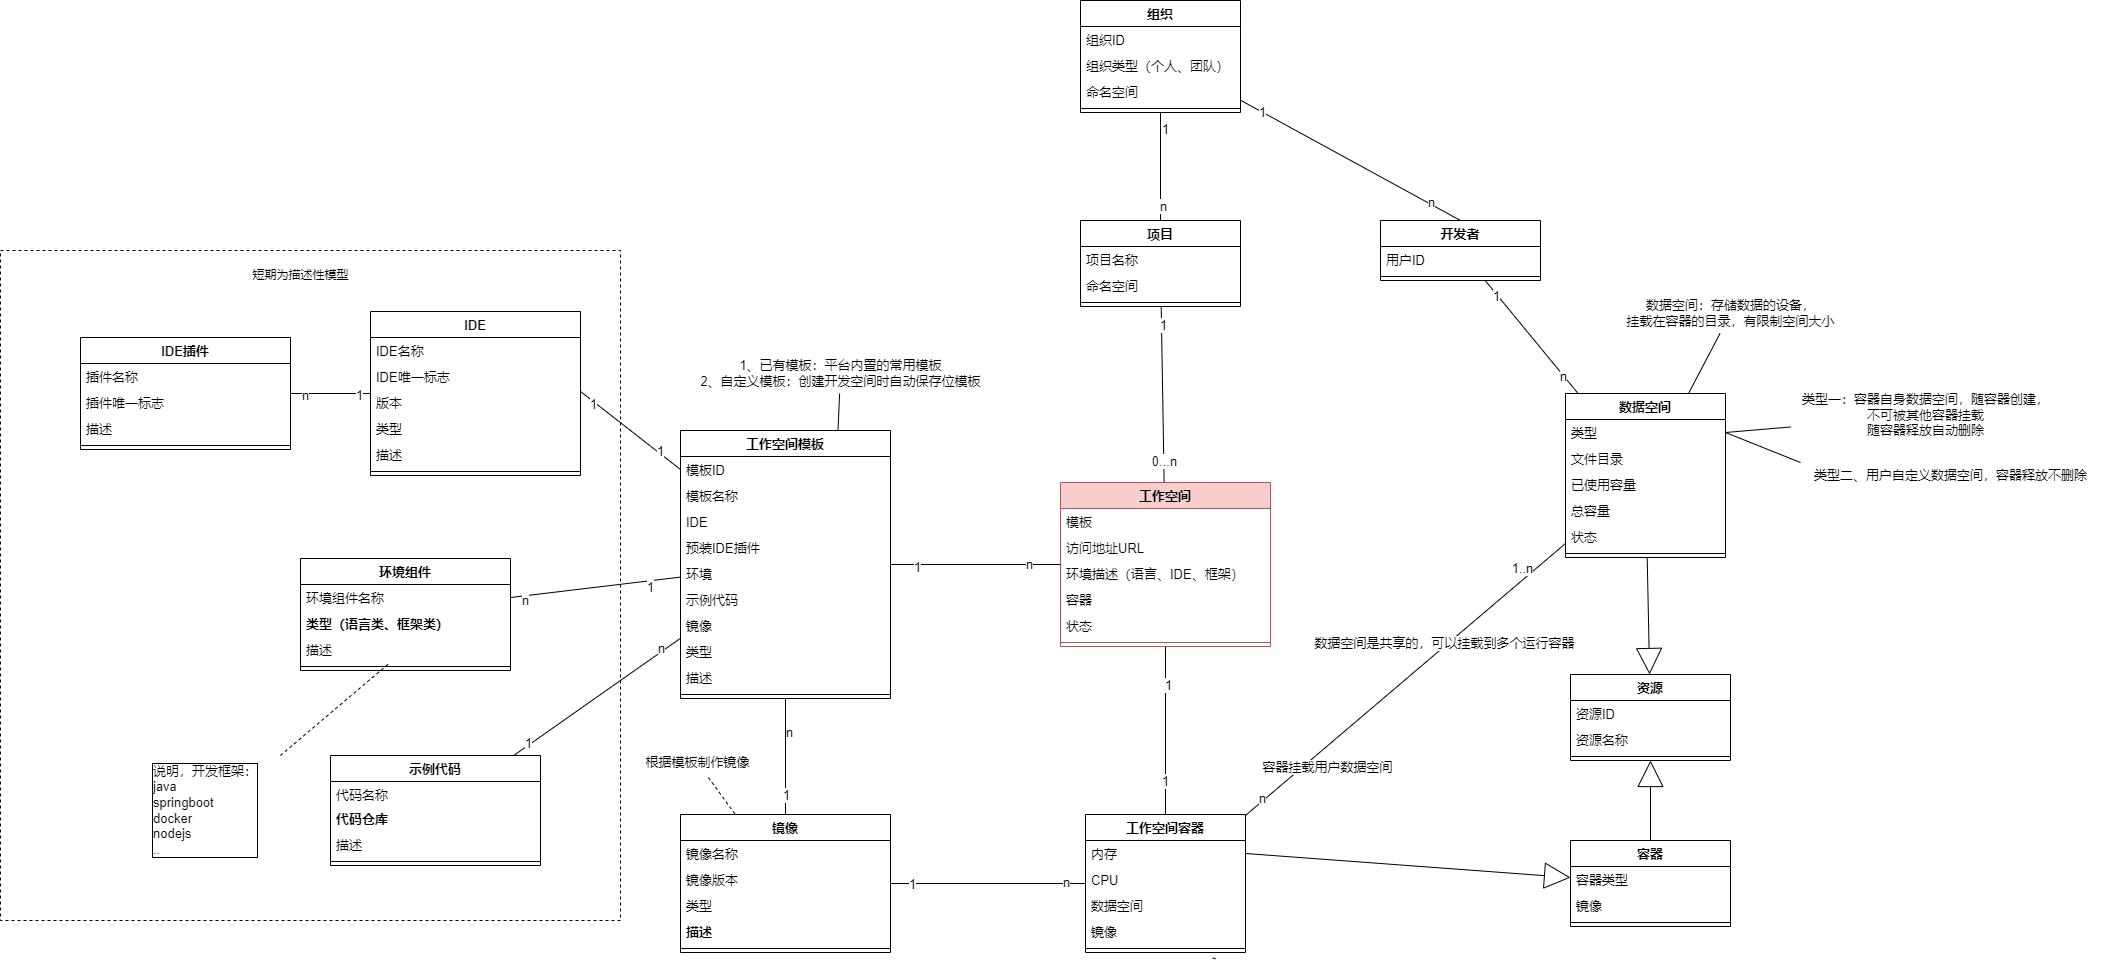 组织
组织ID
组织类型（个人、团队）
命名空间
1
1
n
n
项目
项目名称
命名空间
1
0...n
开发者
用户ID
1
n
数据空间：存储数据的设备，
挂载在容器的目录，有限制空间大小
数据空间
类型
文件目录
已使用容量
总容量
状态
类型一：容器自身数据空间，随容器创建，
不可被其他容器挂载
随容器释放自动删除
类型二、用户自定义数据空间，容器释放不删除
短期为描述性模型
IDE插件
插件名称
插件唯一标志
描述
n
1
IDE
IDE名称
IDE唯一标志
版本
类型
描述
1
1
1、已有模板：平台内置的常用模板
2、自定义模板：创建开发空间时自动保存位模板
工作空间模板
模板ID
模板名称
IDE
预装IDE插件
环境
示例代码
镜像
类型
描述
1
n
工作空间
模板
访问地址URL
环境描述（语言、IDE、框架）
容器
状态
环境组件
环境组件名称
类型（语言类、框架类）
描述
n
1
n
1
说明，开发框架：
java
springboot
docker
nodejs
..
示例代码
代码名称
代码仓库
描述
n
1
根据模板制作镜像
镜像
镜像名称
镜像版本
类型
描述
1
n
1
1
工作空间容器
内存
CPU
数据空间
镜像
1..n
数据空间是共享的，可以挂载到多个运行容器
容器挂载用户数据空间
n
资源
资源ID
资源名称
容器
容器类型
镜像